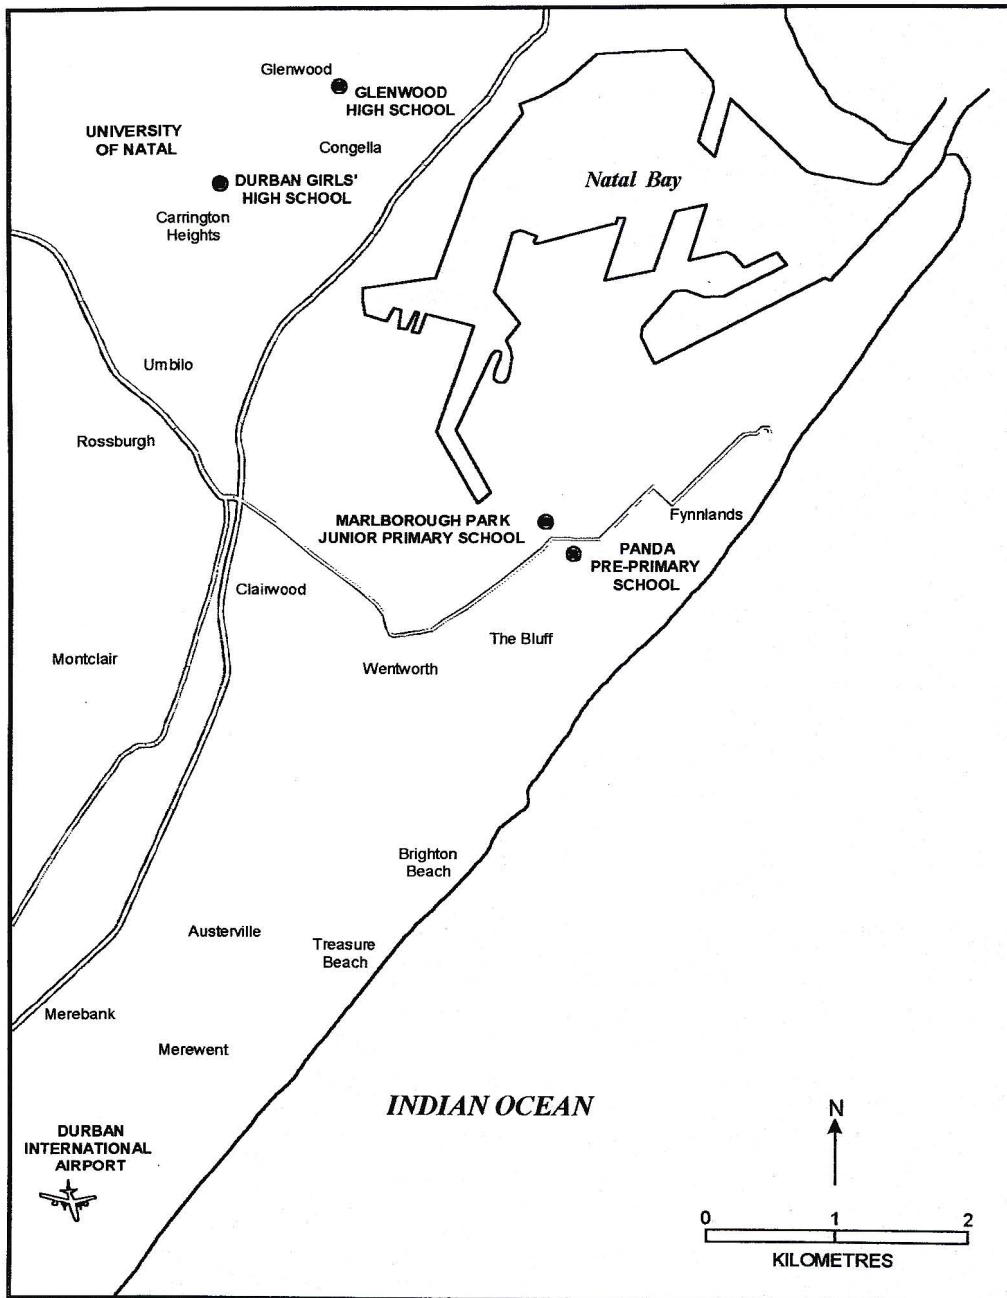 Glenwood
GLENWOOD
HIGH SCHOOL
UNIVERSITY
OF NATAL
Congella
DURBAN GIRLS'
HIGH SCHOOL
Natal Bay
Carrington
Heights
Umbilo
Rossburgh
MARLBOROUGH PARK
JUNIOR PRIMARY SCHOOL
Fynnlands
PANDA
PRE-PRIMARY
SCHOOL
Clairwood
The Bluff
Montclair
Wentworth
Brighton
Beach
Austerville
Treasure
Beach
Merebank
Merewent
INDIAN OCEAN
DURBAN
INTERNATIONAL
AIRPORT
N
0 1 2
KILOMETRES